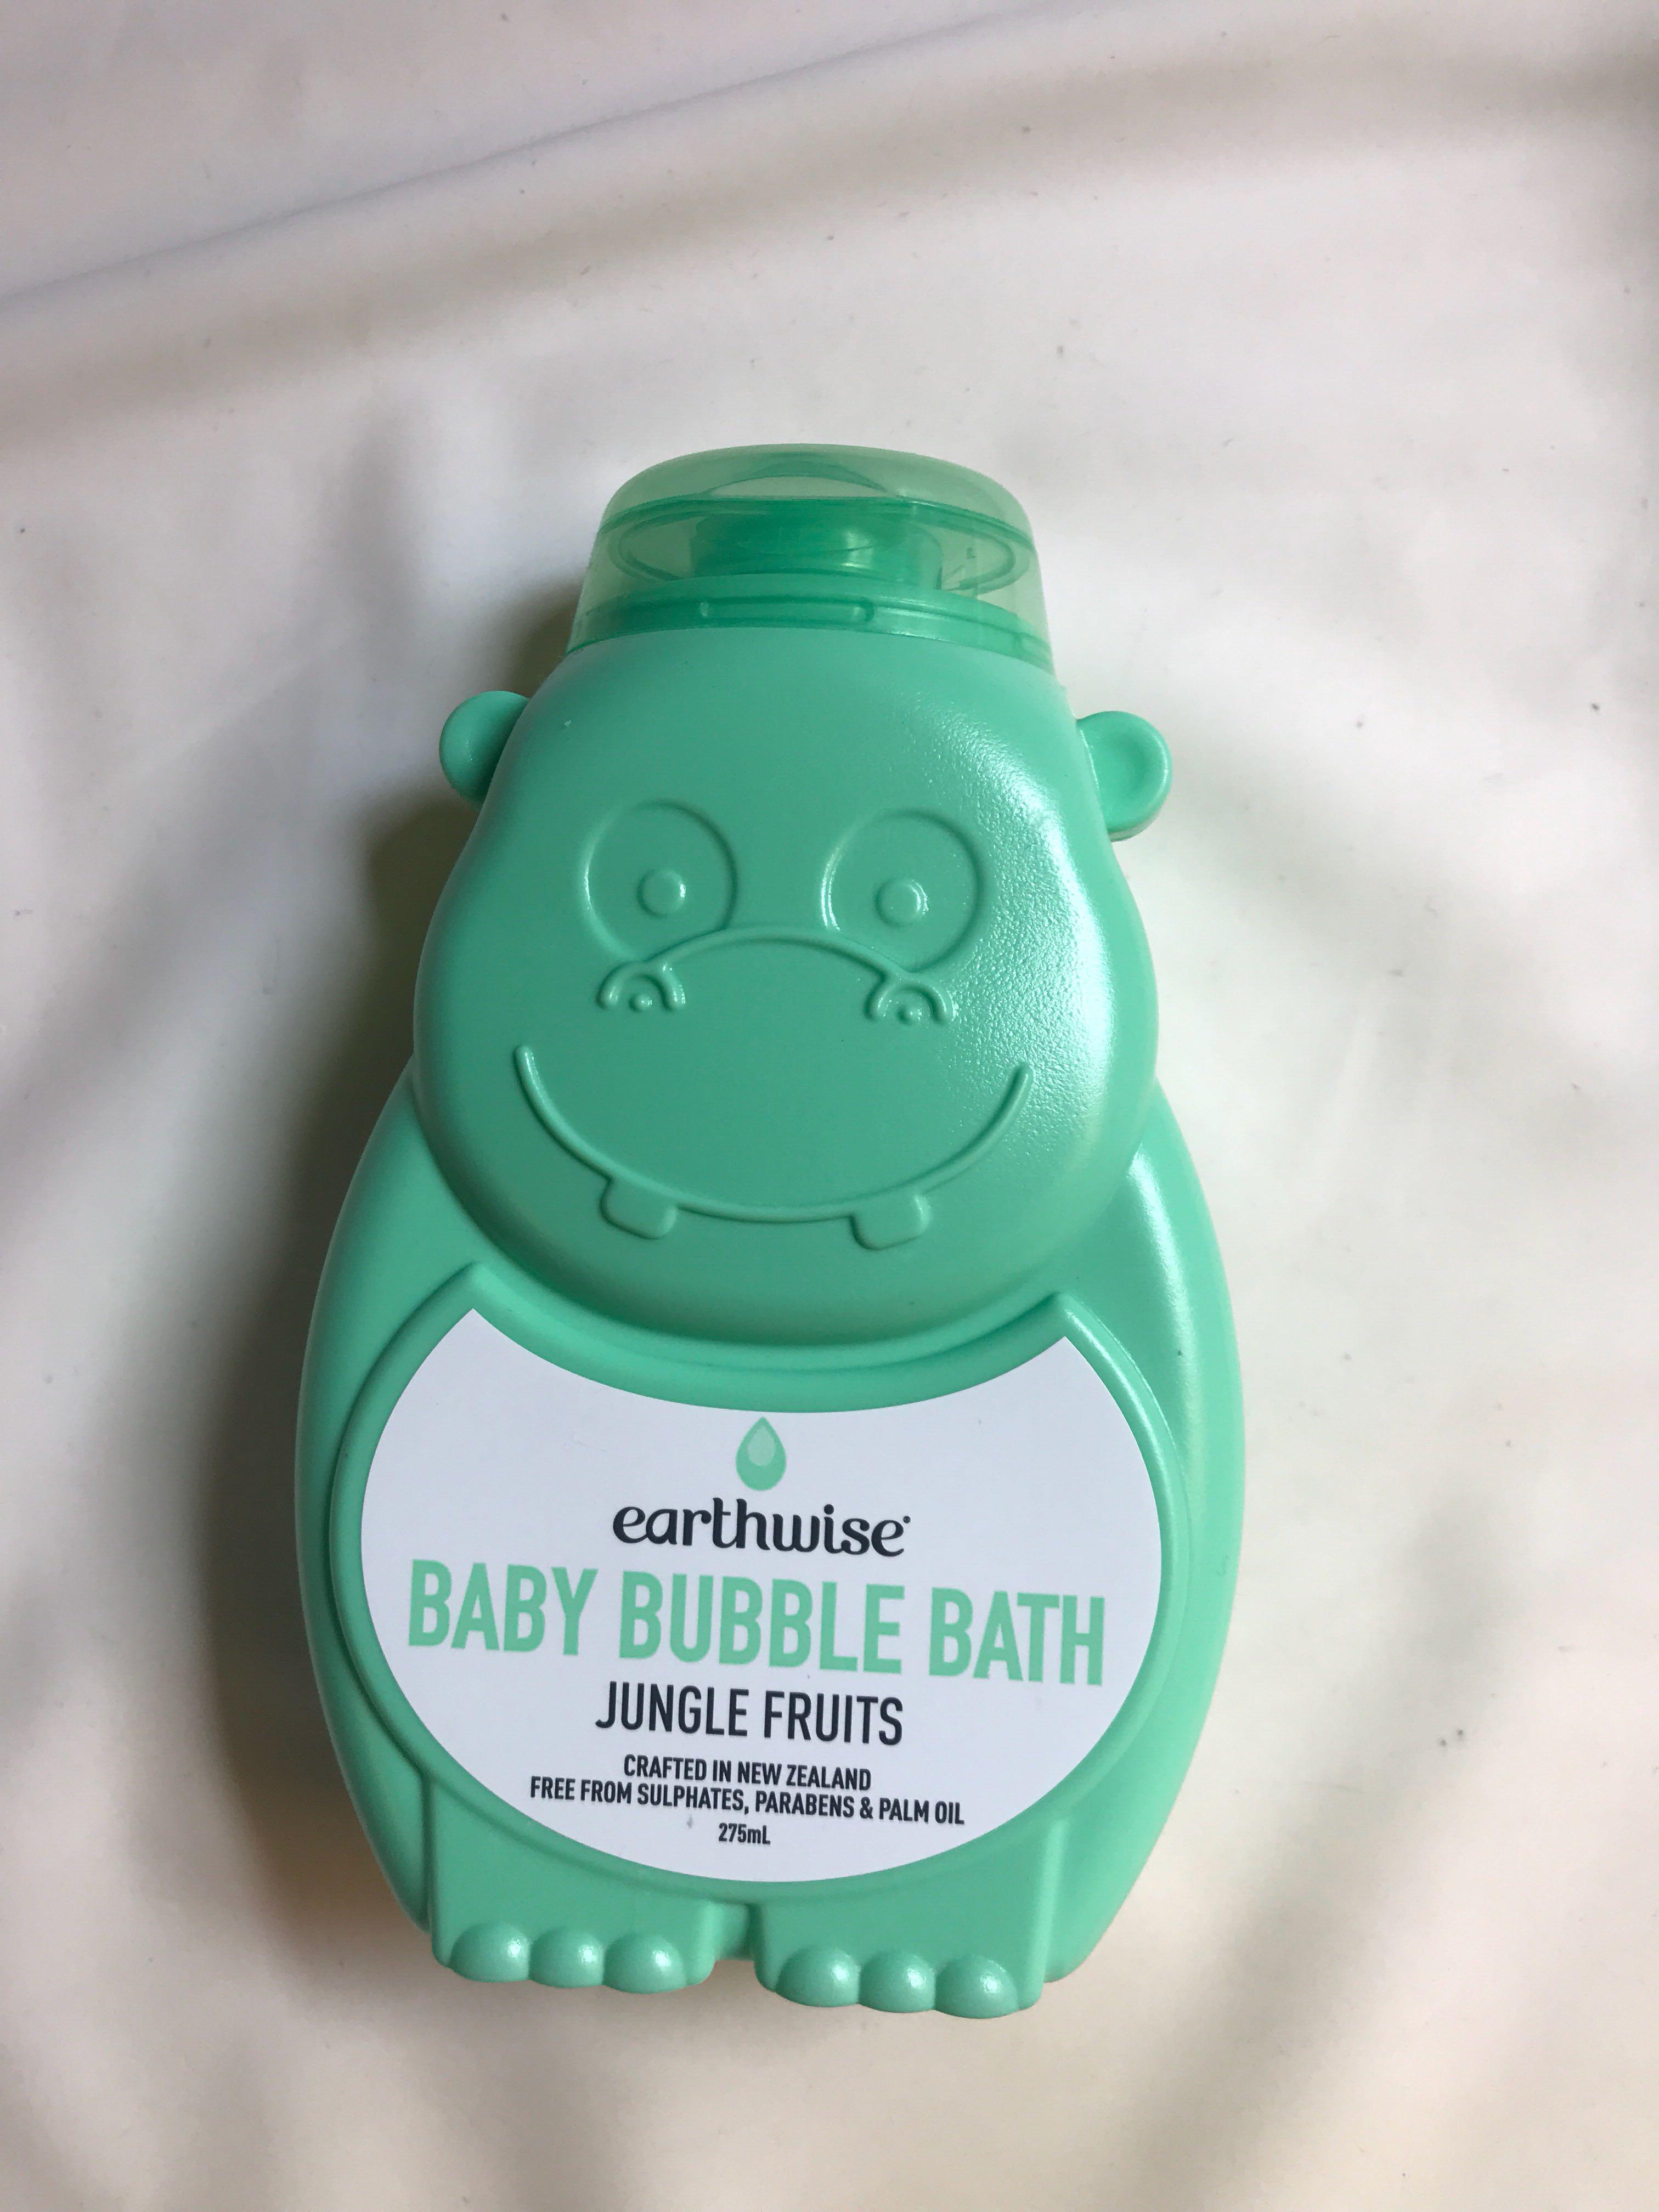 earthwise
BABY BUBBLE BATH
JUNGLE FRUITS
CRAFTED IN NEW ZEALAND
FREE FROM SULPHATES, PARABENS & PALM OIL
275mL